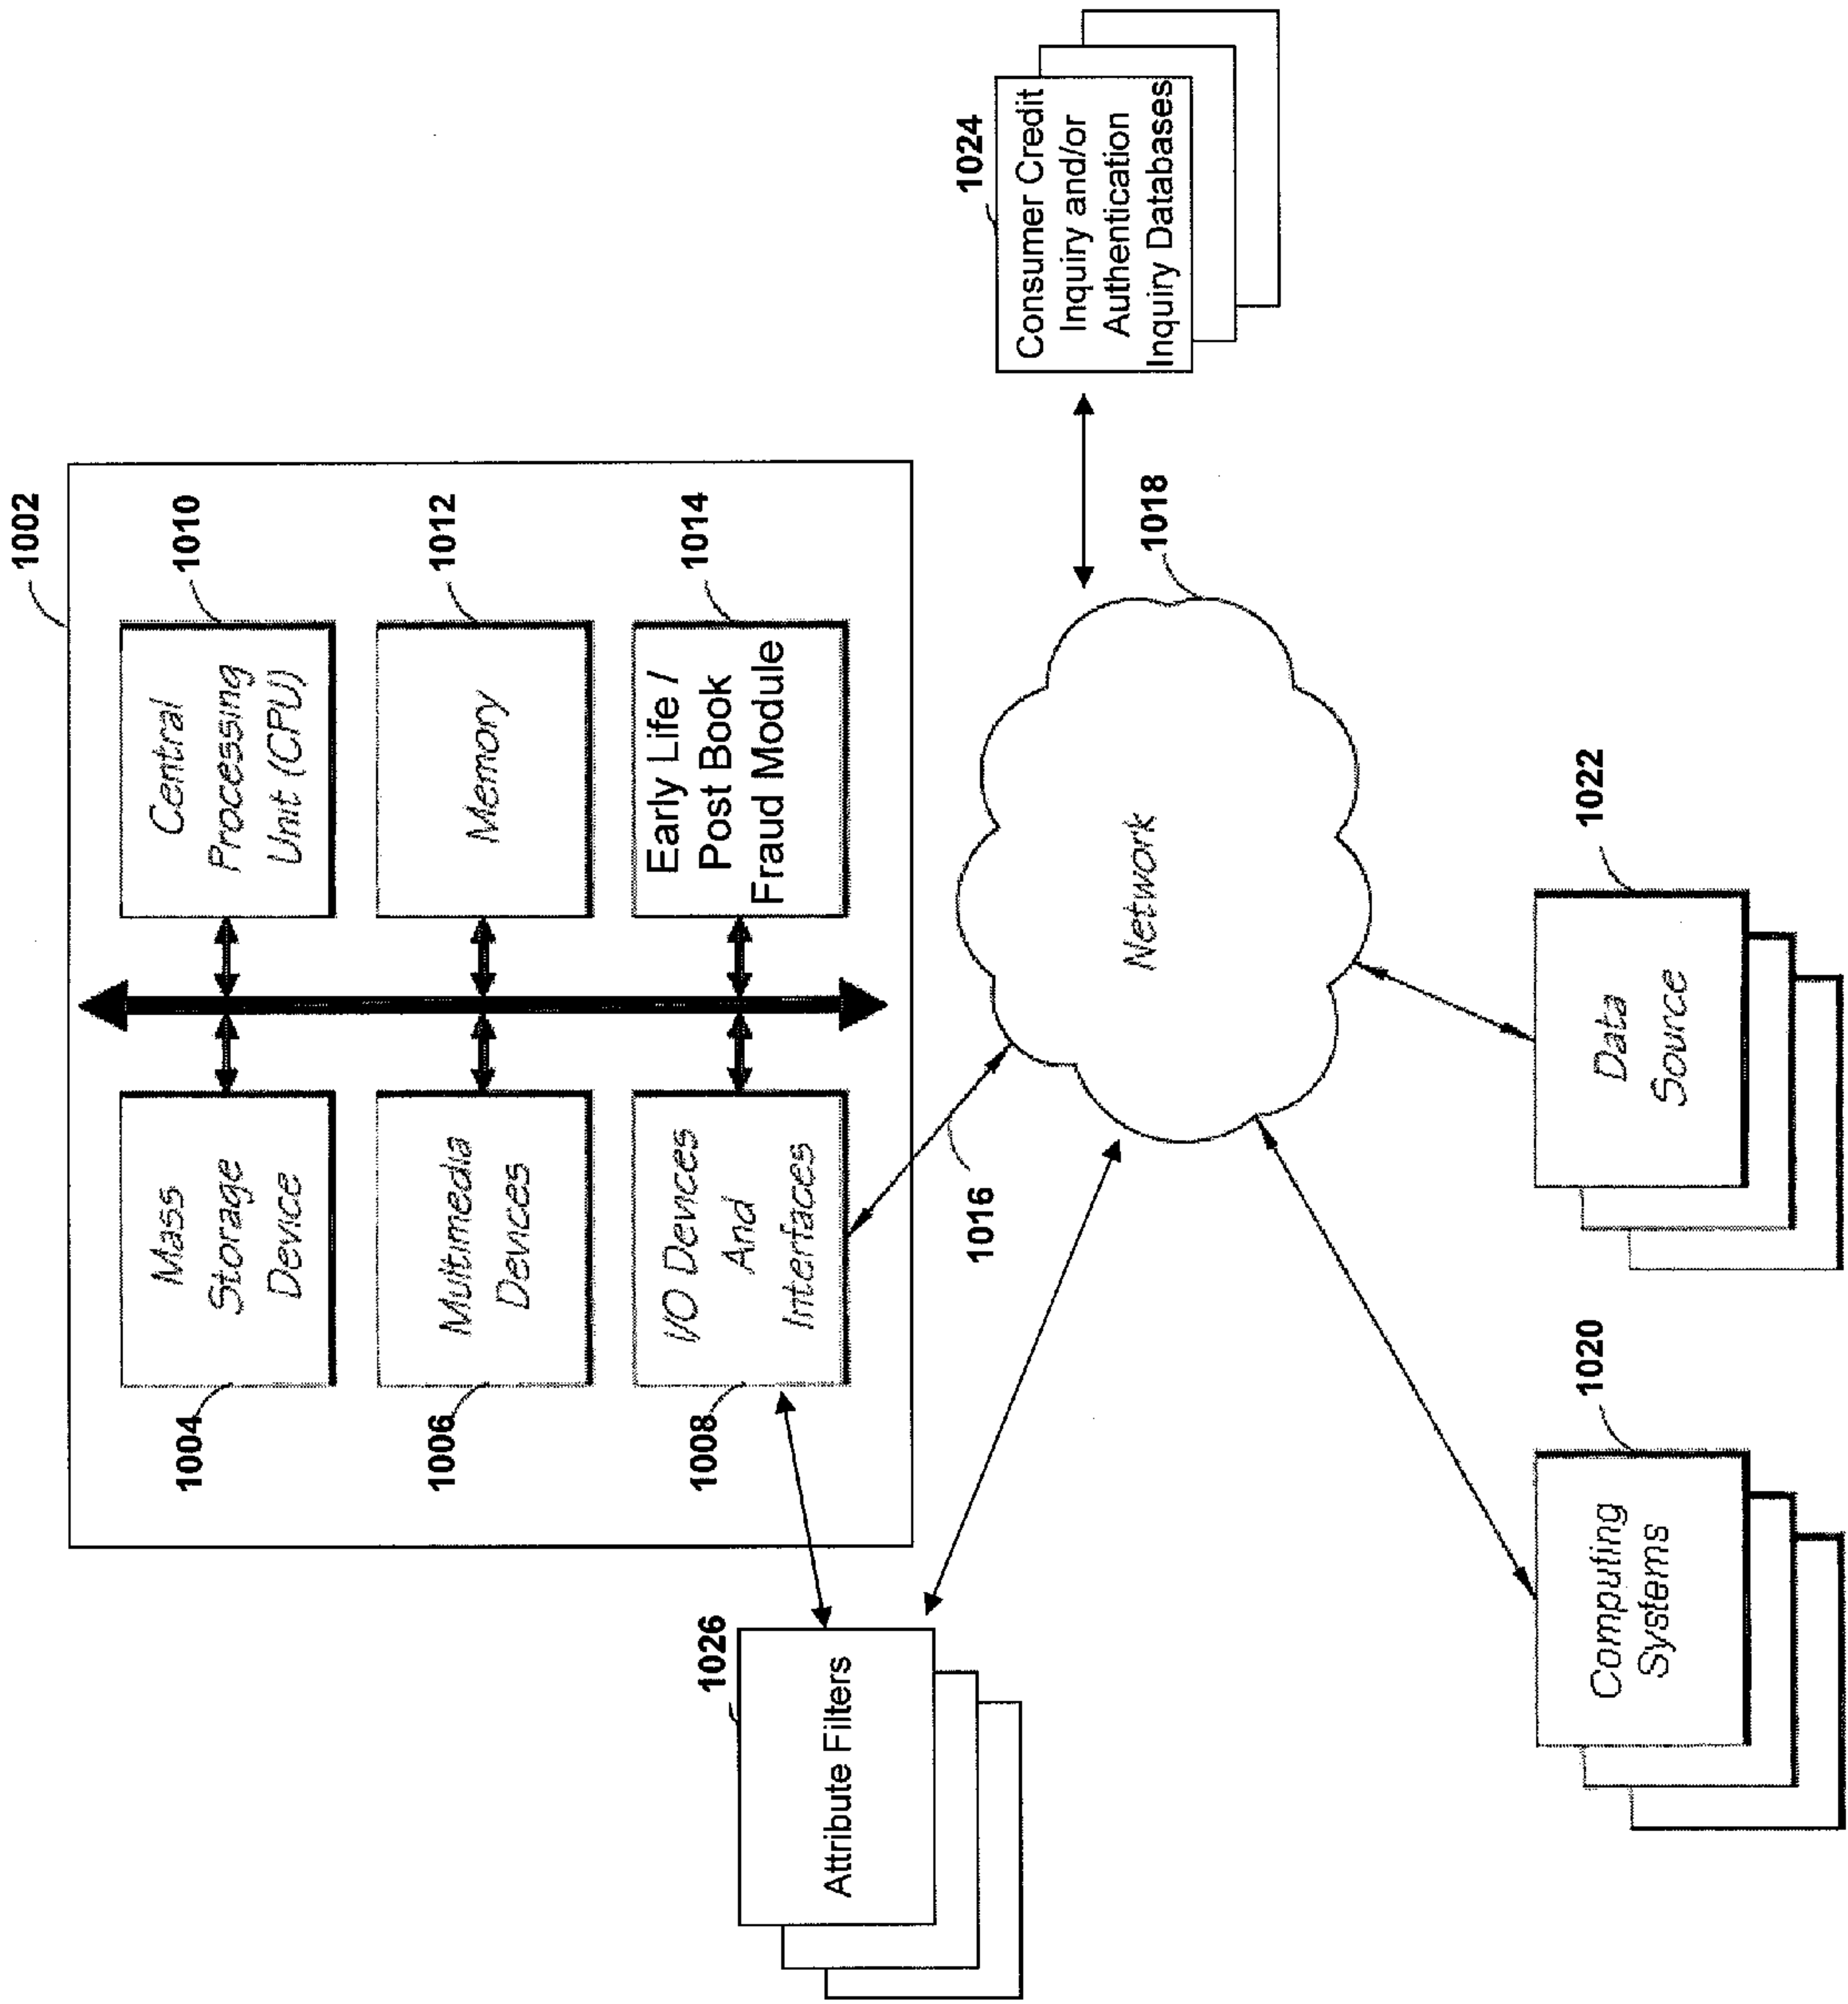 1002
1004
Mass
Storage
Device
Central
Processing
Unit (CPU)
1010
1006
Multimedia
Devices
Memory
1012
1008
I/O Devices
And
Interfaces
Early Life /
Post Book
Fraud Module
1014
1026
Attribute Filters
1016
Network
1018
1024
Consumer Credit
Inquiry and/or
Authentication
Inquiry Databases
1020
Computing
Systems
1022
Data
Source